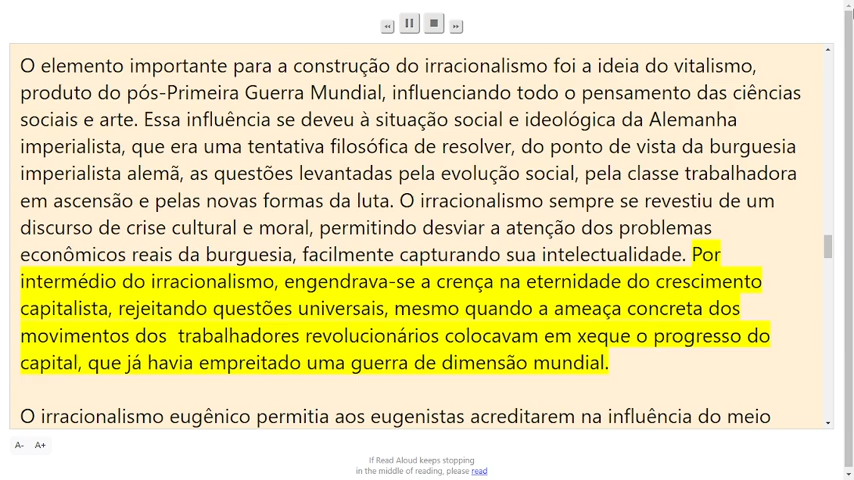 O elemento importante para a construção do irracionalismo foi a ideia do vitalismo,
produto do pós-Primeira Guerra Mundial, influenciando todo o pensamento das ciências
sociais e arte. Essa influência se deveu à situação social e ideológica da Alemanha
imperialista, que era uma tentativa filosófica de resolver, do ponto de vista da burguesia
imperialista alemã, as questões levantadas pela evolução social, pela classe trabalhadora
em ascensão e pelas novas formas da luta. O irracionalismo sempre se revestiu de um
discurso de crise cultural e moral, permitindo desviar a atenção dos problemas
econômicos reais da burguesia, facilmente capturando sua intelectualidade. Por
intermédio do irracionalismo, engendrava-se a crença na eternidade do crescimento
capitalista, rejeitando questões universais, mesmo quando a ameaça concreta dos
movimentos dos  trabalhadores revolucionários colocavam em xeque o progresso do
capital, que já havia empreitado uma guerra de dimensão mundial.
O irracionalismo eugênico permitia aos eugenistas acreditarem na influência do meio
A- A+
If Read Aloud keeps stopping
in the middle of reading, please read